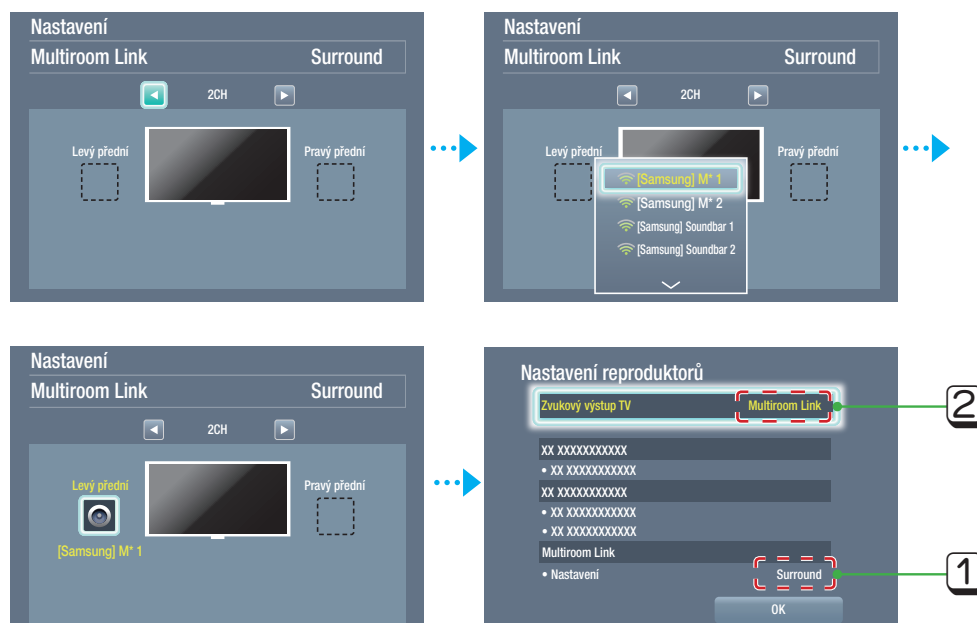 Nastavení
Multiroom Link Surround
2CH
Levý přední
Pravý přední
Nastavení
Multiroom Link Surround
2CH
Levý přední
Pravý přední
[Samsung] M* 1
[Samsung] M* 2
[Samsung] Soundbar 1
[Samsung] Soundbar 2
Nastavení
Multiroom Link Surround
2CH
Levý přední
Pravý přední
[Samsung] M* 1
Nastavení reproduktorů
Zvukový výstup TV Multiroom Link
2
XX XXXXXXXXXXX
• XX XXXXXXXXXXX
XX XXXXXXXXXXX
• XX XXXXXXXXXXX
• XX XXXXXXXXXXX
Multiroom Link
• Nastavení Surround
1
OK